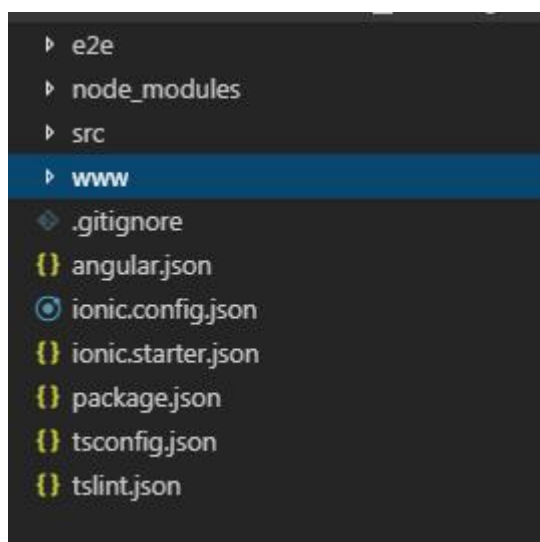 e2e
node_modules
src
www
.gitignore
{} angular.json
ionic.config.json
{} ionic.starter.json
{} package.json
{} tsconfig.json
{} tslint.json